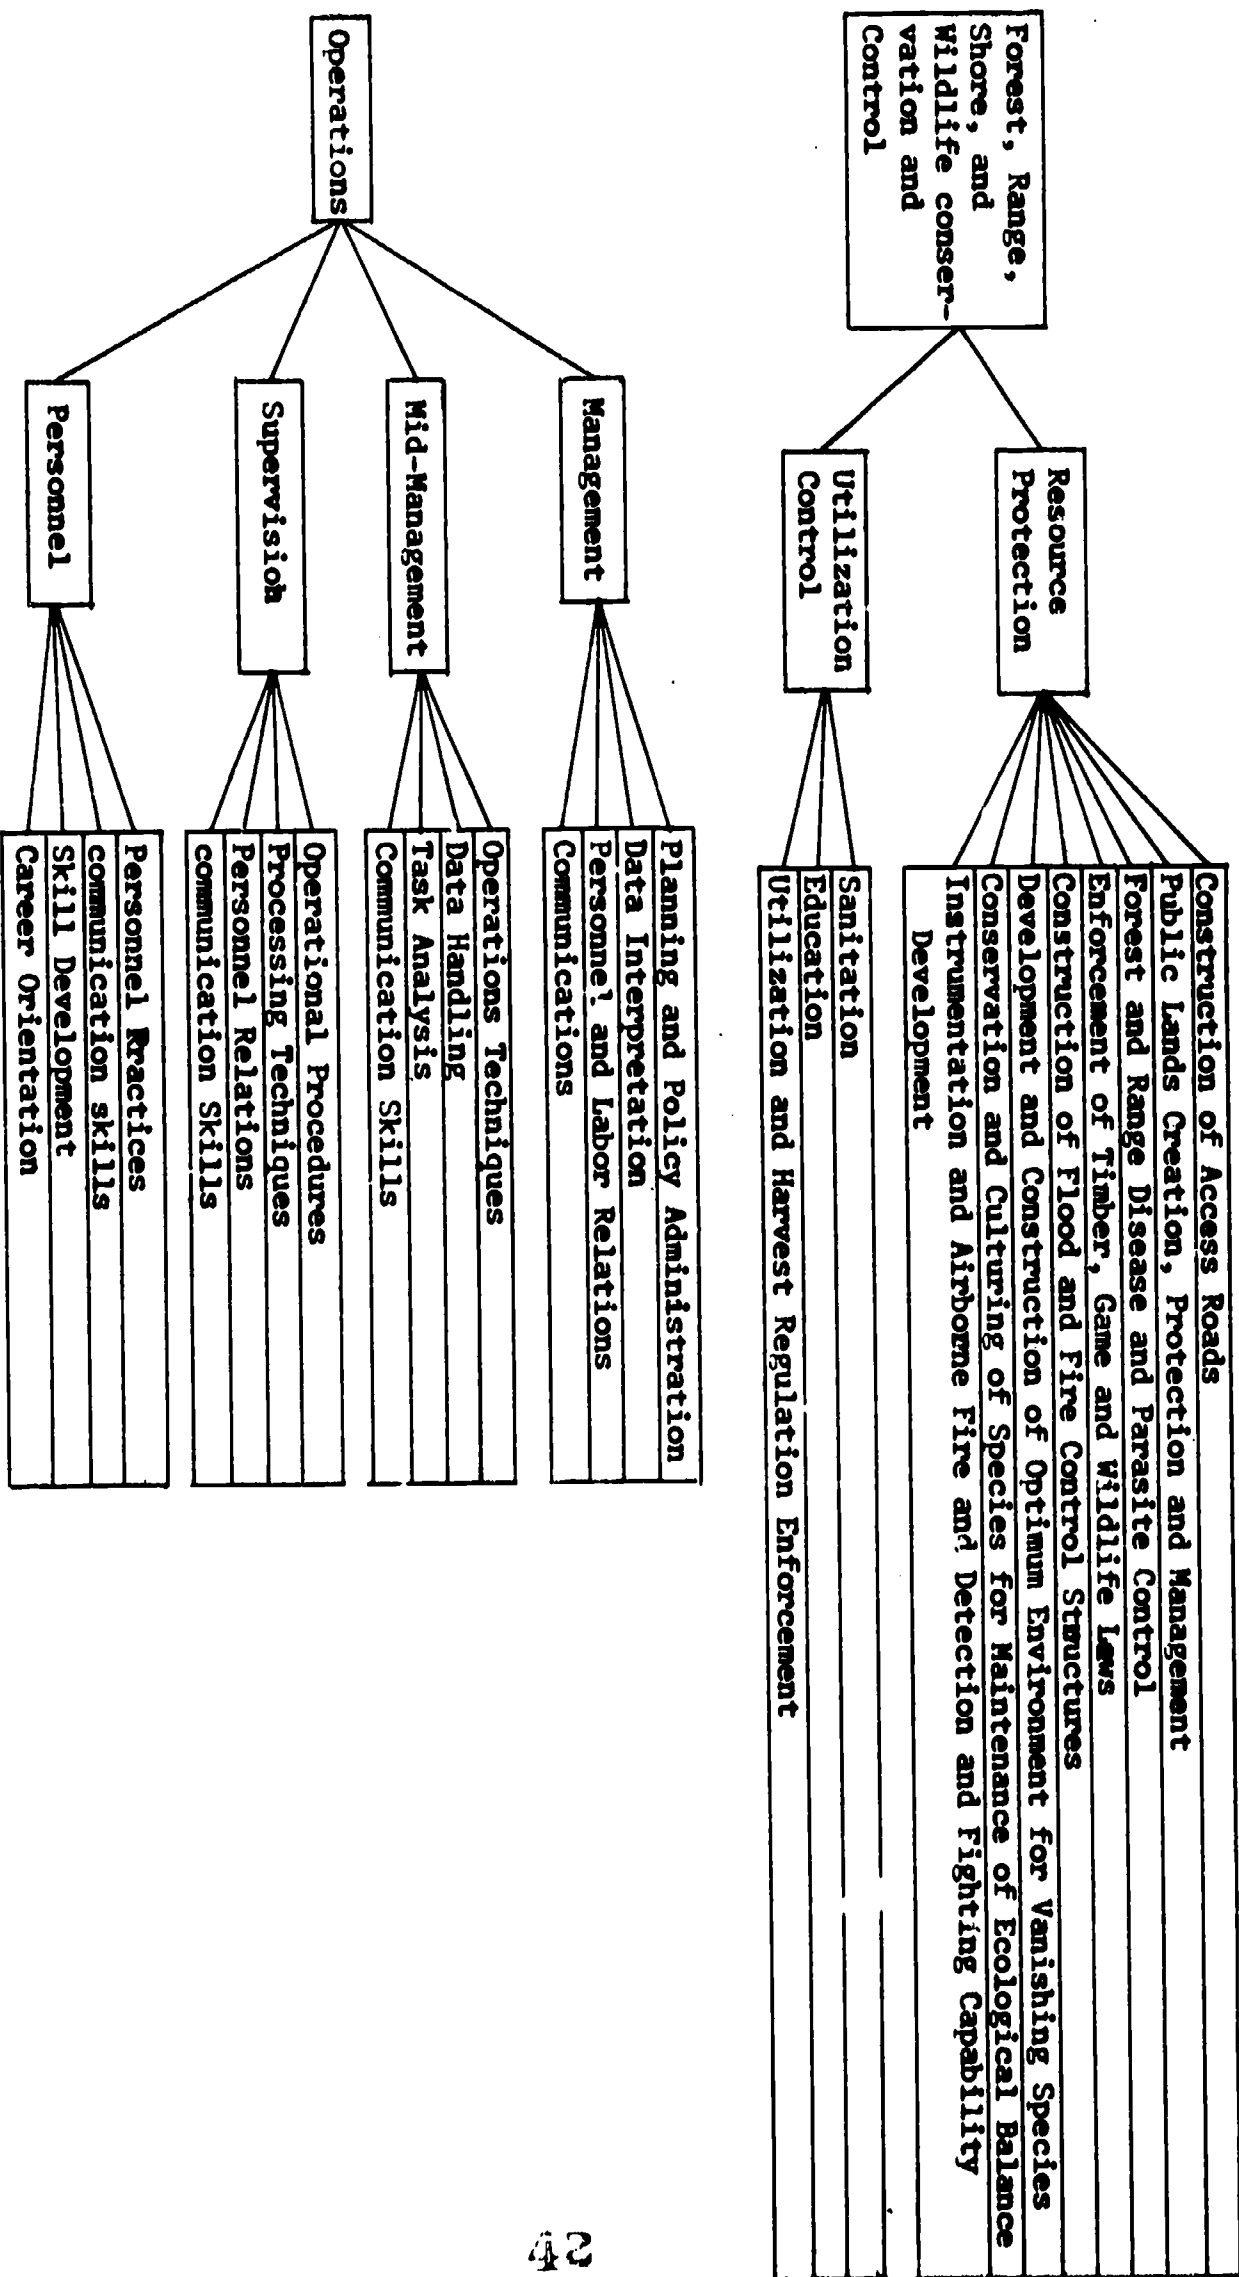 Forest, Range,
Shore, and
Wildlife conser-
vation and
Control
Resource
Protection
Construction of Access Roads
Public Lands Creation, Protection and Management
Forest and Range Disease and Parasite Control
Enforcement of Timber, Game and Wildlife Laws
Construction of Flood and Fire Control Structures
Development and Construction of Optimum Environment for Vanishing Species
Conservation and Culturing of Species for Maintenance of Ecological Balance
Instrumentation and Airborne Fire and Detection and Fighting Capability
Development
Utilization
Control
Sanitation
Education
Utilization and Harvest Regulation Enforcement
Operations
Management
Planning and Policy Administration
Data Interpretation
Personnel and Labor Relations
Communications
Mid-Management
Operations Techniques
Data Handling
Task Analysis
Communication Skills
Supervision
Operational Procedures
Processing Techniques
Personnel Relations
communication Skills
Personnel
Personnel Practices
communication skills
Skill Development
Career Orientation
42